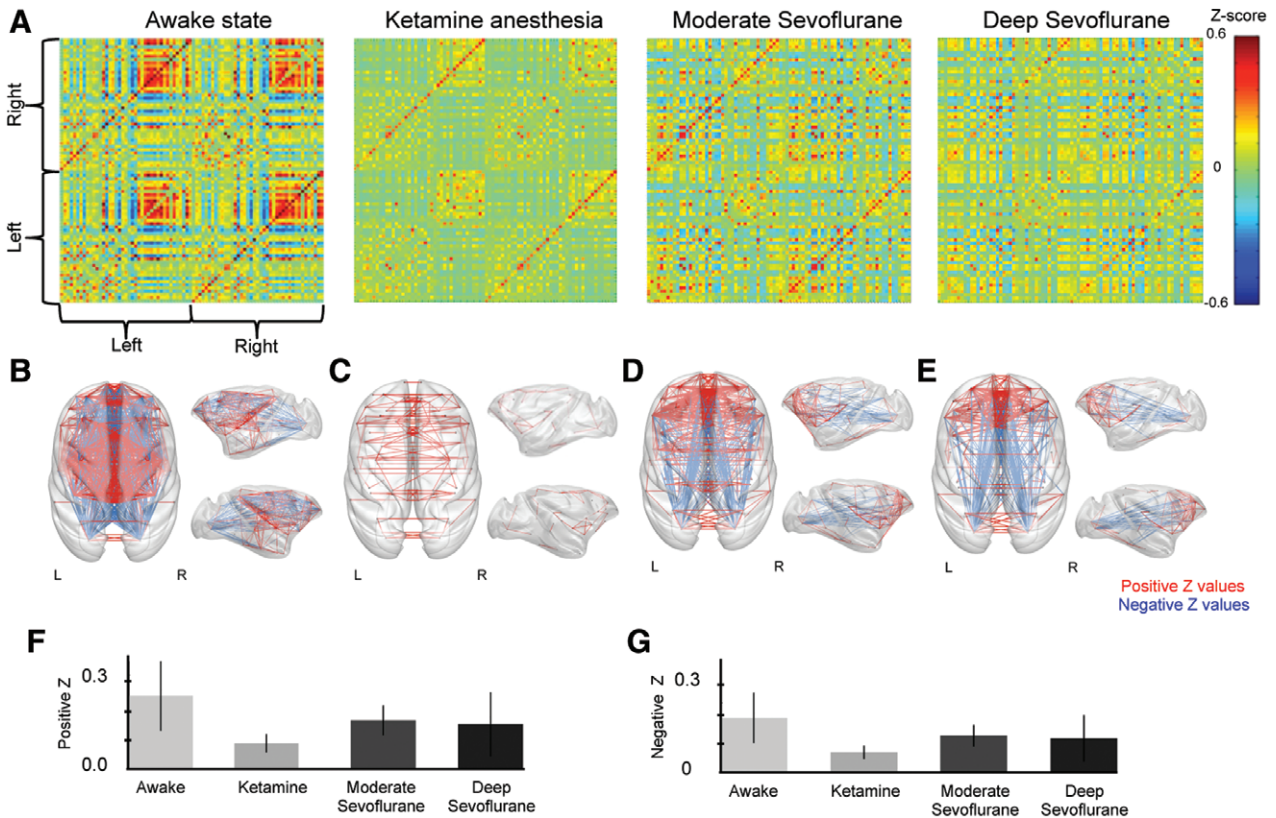 A
Awake state
Ketamine anesthesia
Moderate Sevoflurane
Deep Sevoflurane
Z-score
0.6
0
-0.6
Right
Left
Left
Right
B
C
D
E
L
R
L
R
L
R
L
R
Positive Z values
Negative Z values
F
Positive Z
0.3
0.0
Awake
Ketamine
Moderate
Sevoflurane
Deep
Sevoflurane
G
Negative Z
0.3
0
Awake
Ketamine
Moderate
Sevoflurane
Deep
Sevoflurane